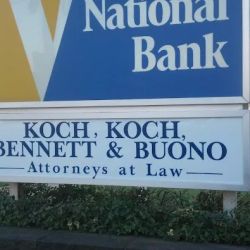 National
Bank
KOCH, KOCH,
BENNETT & BUONO
Attorneys at Law